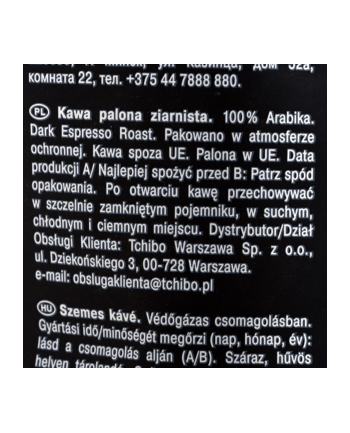 комната 22, тел. +375 44 7888 880.
PL Kawa palona ziarnista. 100% Arabika.
Dark Espresso Roast. Pakowano w atmosferze
ochronnej. Kawa spoza UE. Palona w UE. Data
produkcji A/ Najlepiej spożyć przed B: Patrz spód
opakowania. Po otwarciu kawę przechowywać
w szczelnie zamkniętym pojemniku, w suchym,
chłodnym i ciemnym miejscu. Dystrybutor/Dział
Obsługi Klienta: Tchibo Warszawa Sp. z o.o.,
ul. Dziekońskiego 3, 00-728 Warszawa.
e-mail: obslugaklienta@tchibo.pl
HU Szemes kávé. Védőgázas csomagolásban.
Gyártási idő/minőségét megőrzi (nap, hónap, év):
lásd a csomagolás alján (A/B). Száraz, hűvös
helyen tárolandó.